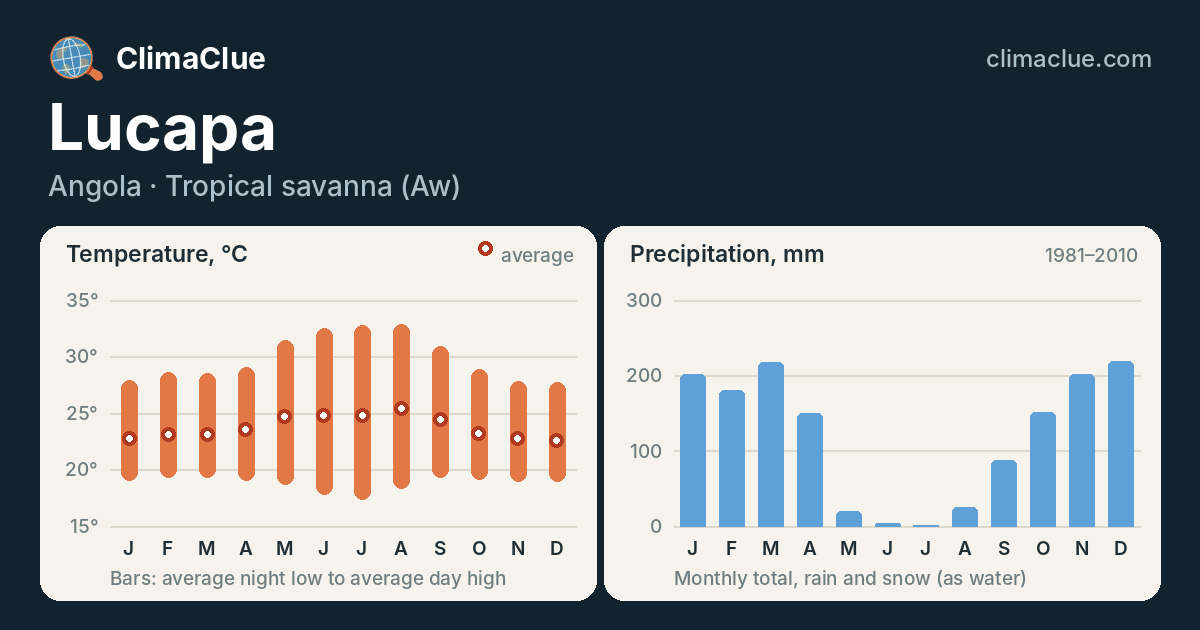 ClimaClue
climaclue.com
Lucapa
Angola · Tropical savanna (Aw)
Temperature, °C
average
35°
30°
25°
20°
15°
J F M A M J J A S O N D
Bars: average night low to average day high
Precipitation, mm
1981–2010
300
200
100
0
J F M A M J J A S O N D
Monthly total, rain and snow (as water)